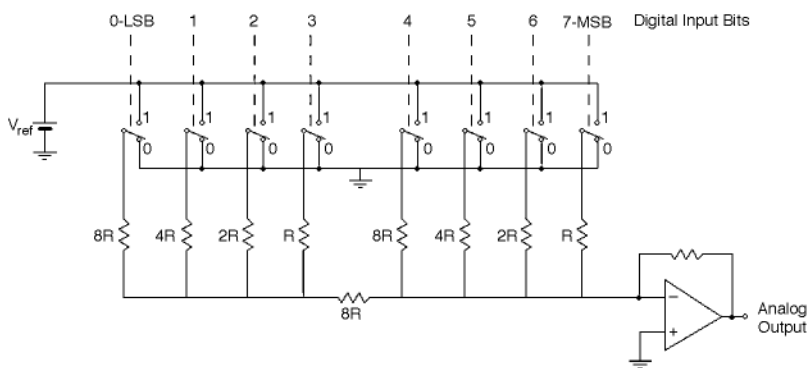 0-LSB 1 2 3 4 5 6 7-MSB Digital Input Bits
1 1 1 1 1 1 1 1
Vref
0 0 0 0 0 0 0 0
8R 4R 2R R 8R 4R 2R R
8R
−
+
Analog
Output